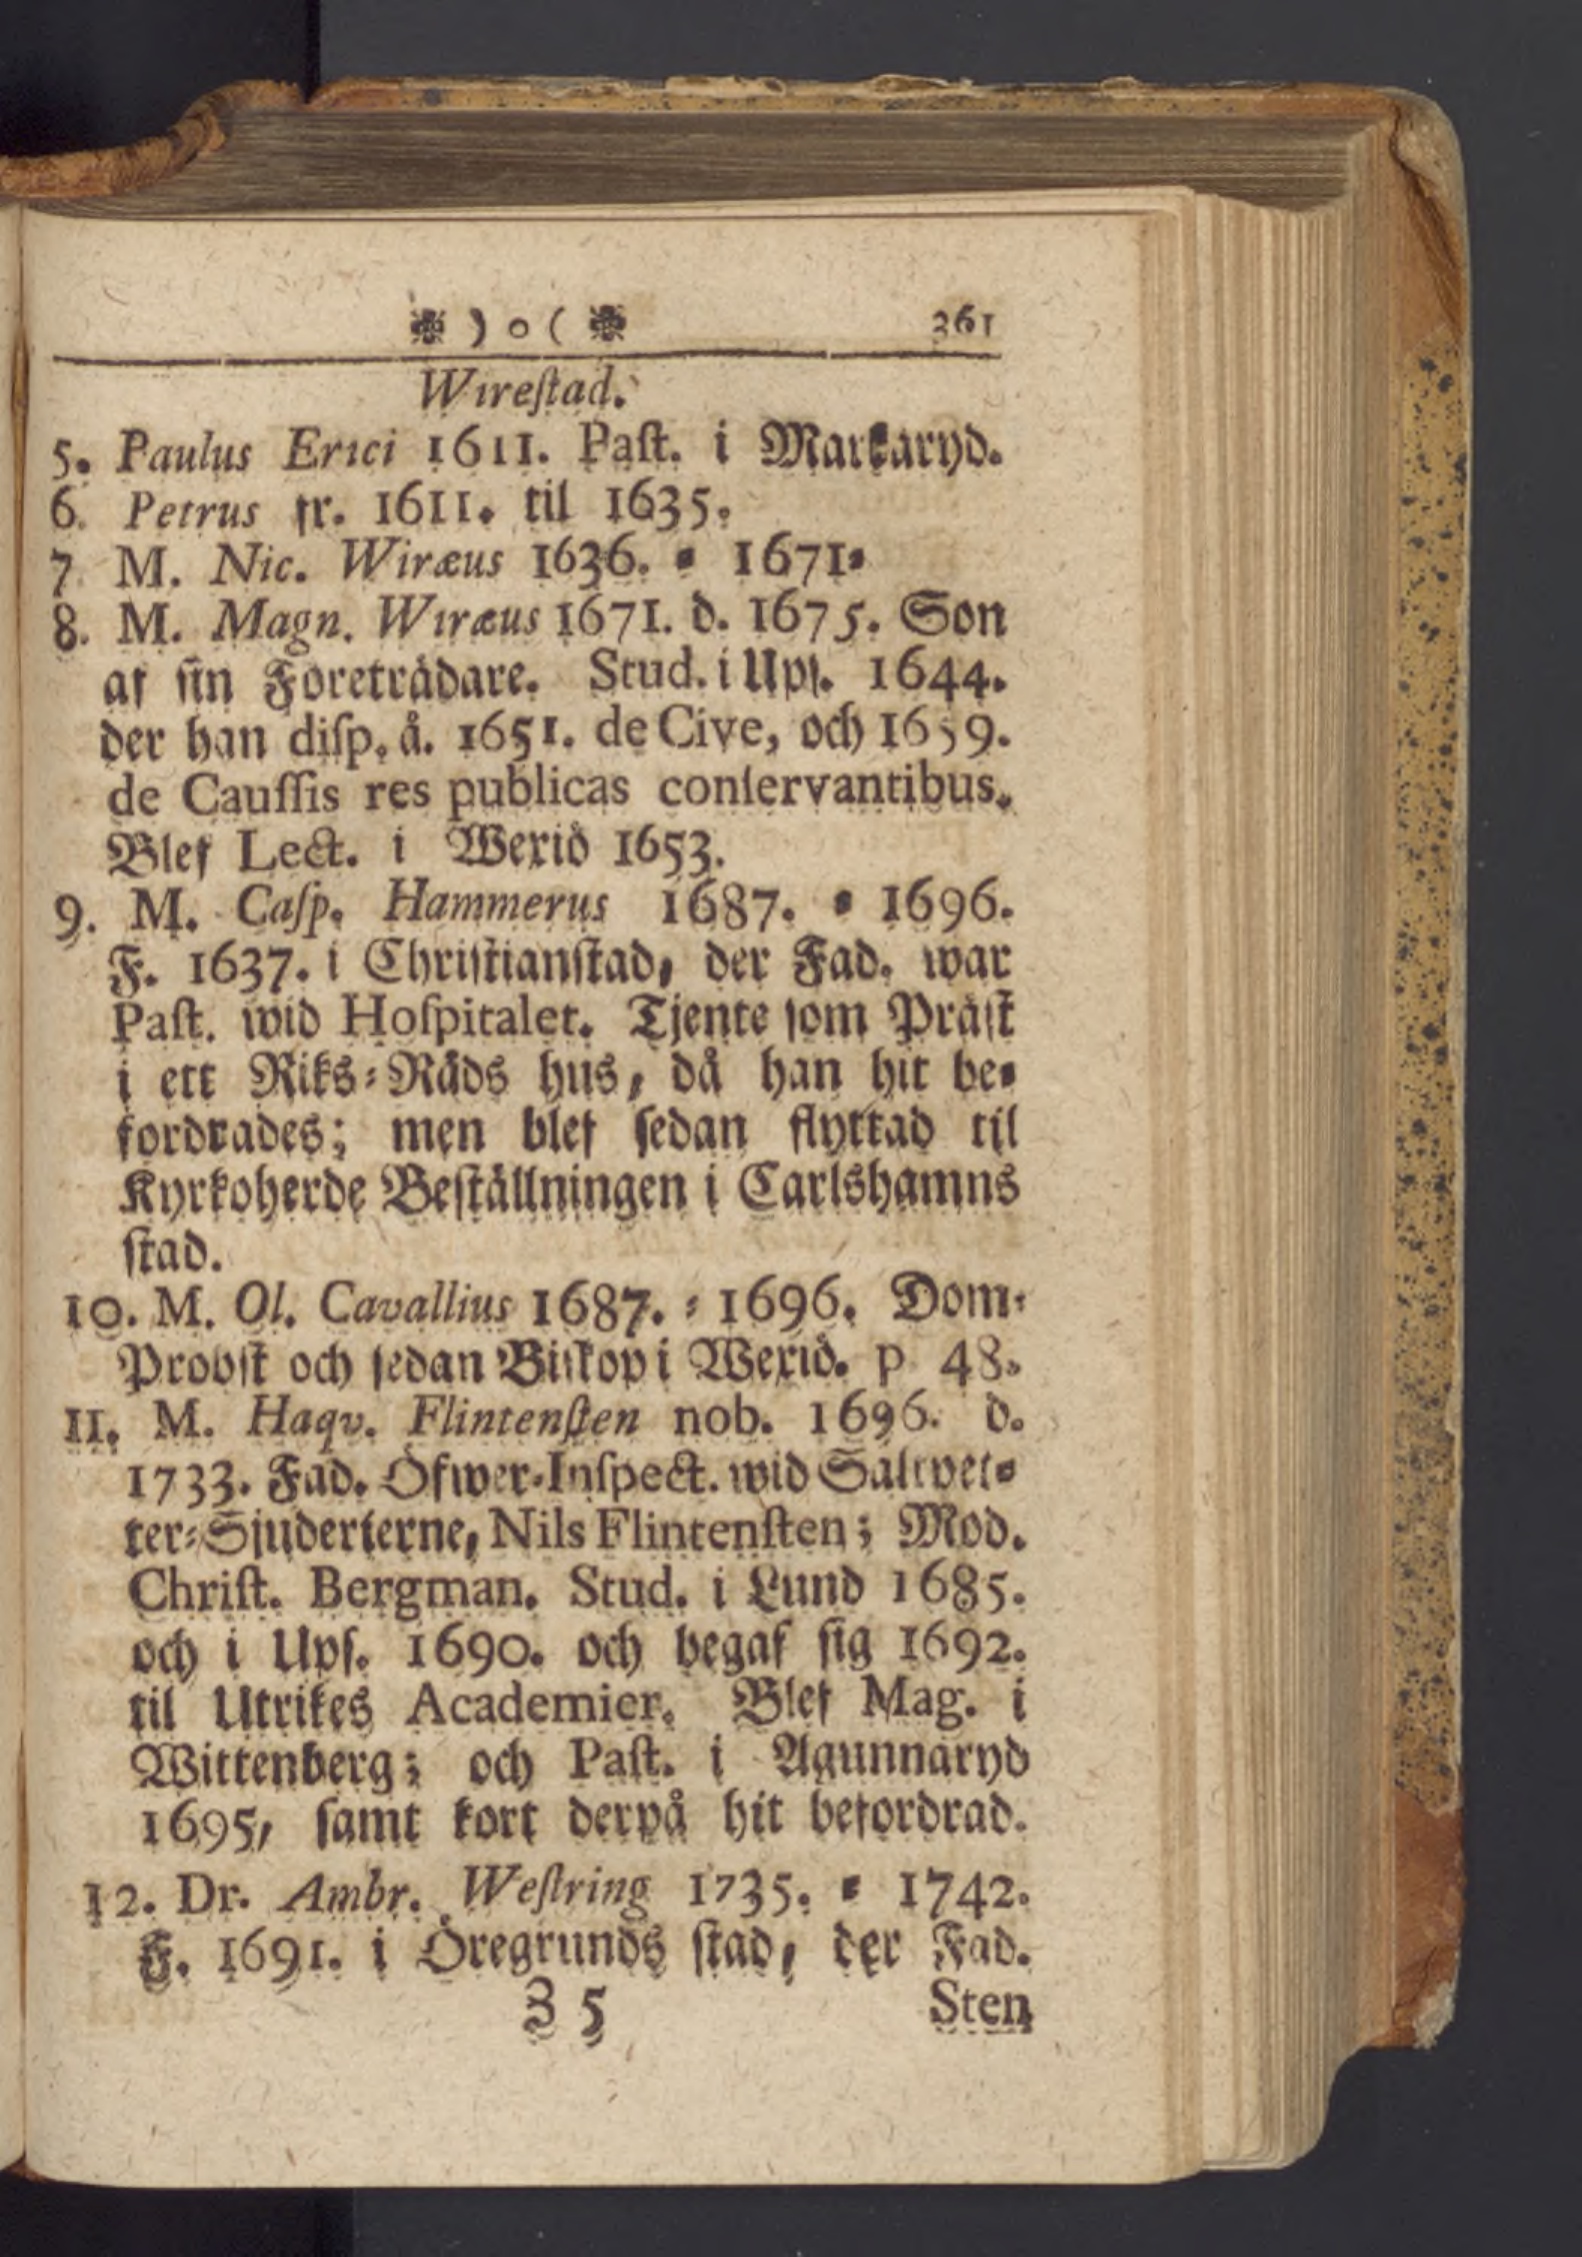 ❋ ) o ( ❋ 361
Wireſtad.
5. Paulus Erici 1611. Paſt. i Markaryd.
6. Petrus fr. 1611. til 1635.
7 M. Nic. Wiræus 1636. ⸗ 1671⸗
8. M. Magn. Wiræus 1671. d. 1675. Son
af ſin Företrädare. Stud. i Upſ. 1644.
der han diſp. å. 1651. de Cive, och 1659.
de Cauſſis res publicas conſervantibus.
Blef Lect. i Wexiö 1653.
9. M. Caſp. Hammerus 1687. ⸗ 1696.
F. 1637. i Chriſtianſtad, der Fad. war
Paſt. wid Hoſpitalet. Tjente ſom Präſt
i ett Riks⸗Råds hus, då han hit be⸗
fordrades; men blef ſedan flyttad til
Kyrkoherde Beſtällningen i Carlshamns
ſtad.
10. M. Ol. Cavallius 1687. ⸗ 1696. Dom⸗
Probſt och ſedan Biſkop i Wexiö. p 48.
11. M. Haqv. Flintenſten nob. 1696. d.
1733. Fad. Öfwer-Inſpect. wid Saltpet⸗
ter⸗Sjuderierne, Nils Flintenſten; Mod.
Chriſt. Bergman. Stud. i Lund 1685.
och i Upſ. 1690. och begaf ſig 1692.
til Utrikes Academier. Blef Mag. i
Wittenberg; och Paſt. i Agunnaryd
1695, ſamt kort derpå hit befordrad.
12. Dr. Ambr. Weſtring 1735. ⸗ 1742.
F. 1691. i Öregrunds ſtad, der Fad.
Z 5 Sten